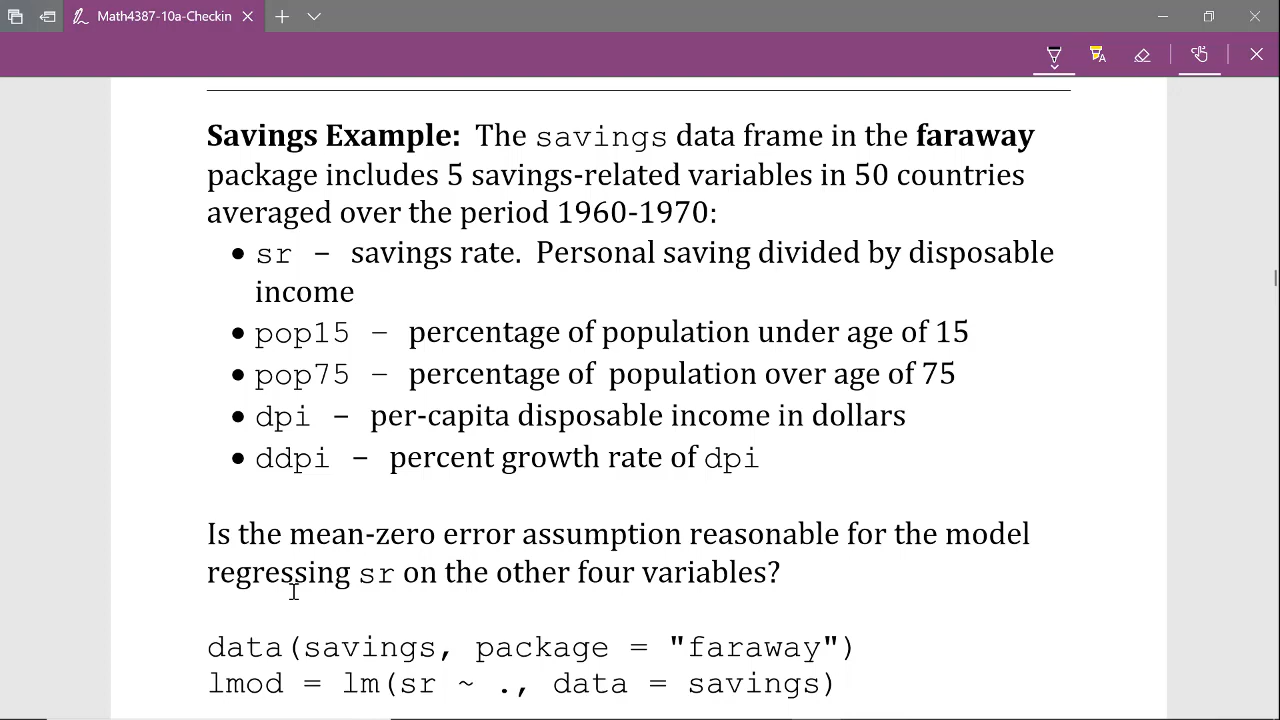 Math4387-10a-Checkin
Savings Example: The savings data frame in the faraway
package includes 5 savings-related variables in 50 countries
averaged over the period 1960-1970:
• sr – savings rate. Personal saving divided by disposable
income
• pop15 – percentage of population under age of 15
• pop75 – percentage of population over age of 75
• dpi – per-capita disposable income in dollars
• ddpi – percent growth rate of dpi
Is the mean-zero error assumption reasonable for the model
regressing sr on the other four variables?
data(savings, package = "faraway")
lmod = lm(sr ~ ., data = savings)